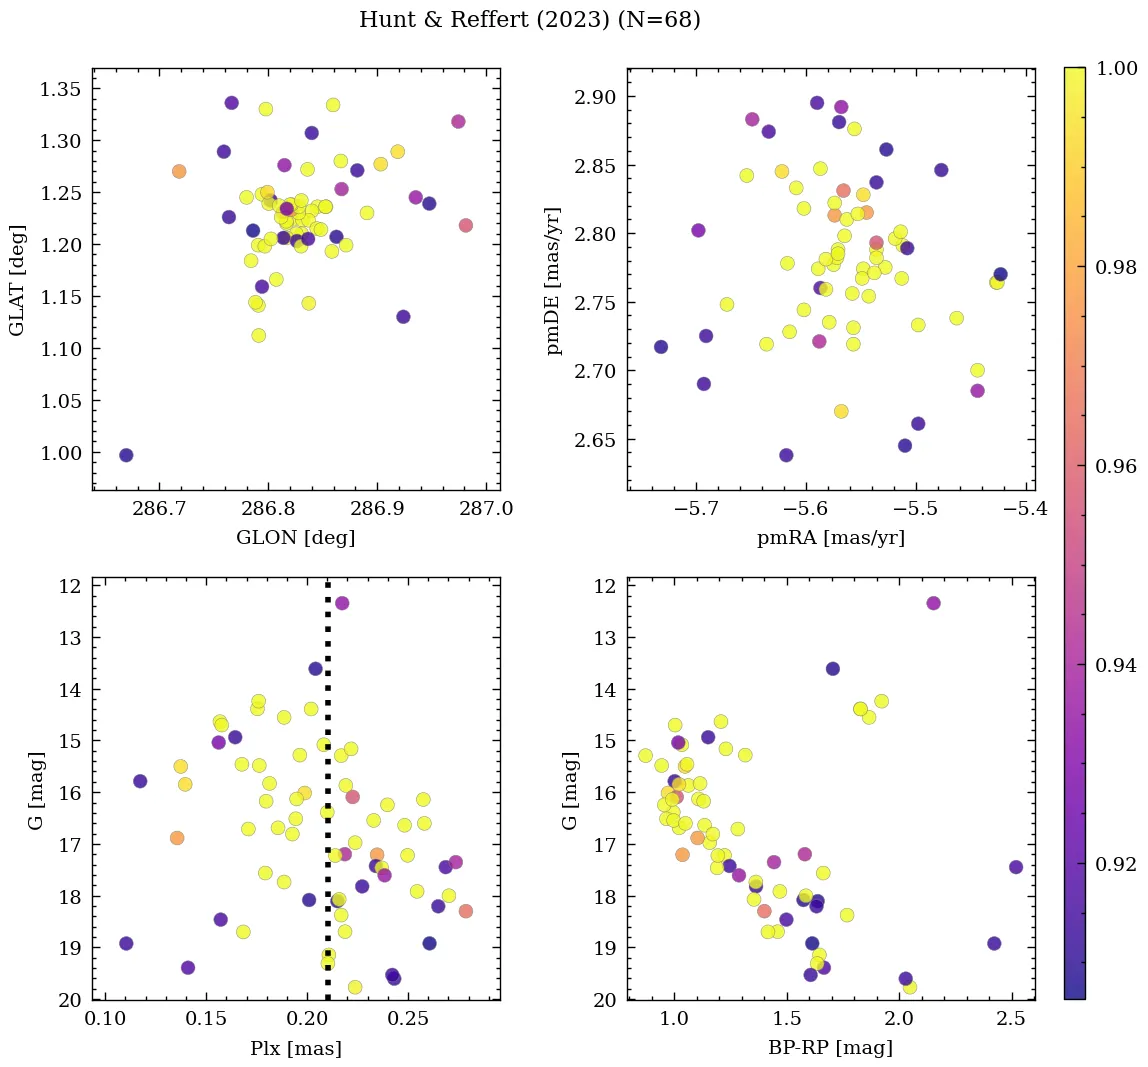 Hunt & Reffert (2023) (N=68)
1.35
1.30
1.25
1.20
1.15
1.10
1.05
1.00
GLAT [deg]
286.7 286.8 286.9 287.0
GLON [deg]
2.90
2.85
2.80
2.75
2.70
2.65
pmDE [mas/yr]
−5.7 −5.6 −5.5 −5.4
pmRA [mas/yr]
12
13
14
15
16
17
18
19
20
G [mag]
0.10 0.15 0.20 0.25
Plx [mas]
12
13
14
15
16
17
18
19
20
G [mag]
1.0 1.5 2.0 2.5
BP-RP [mag]
1.00
0.98
0.96
0.94
0.92